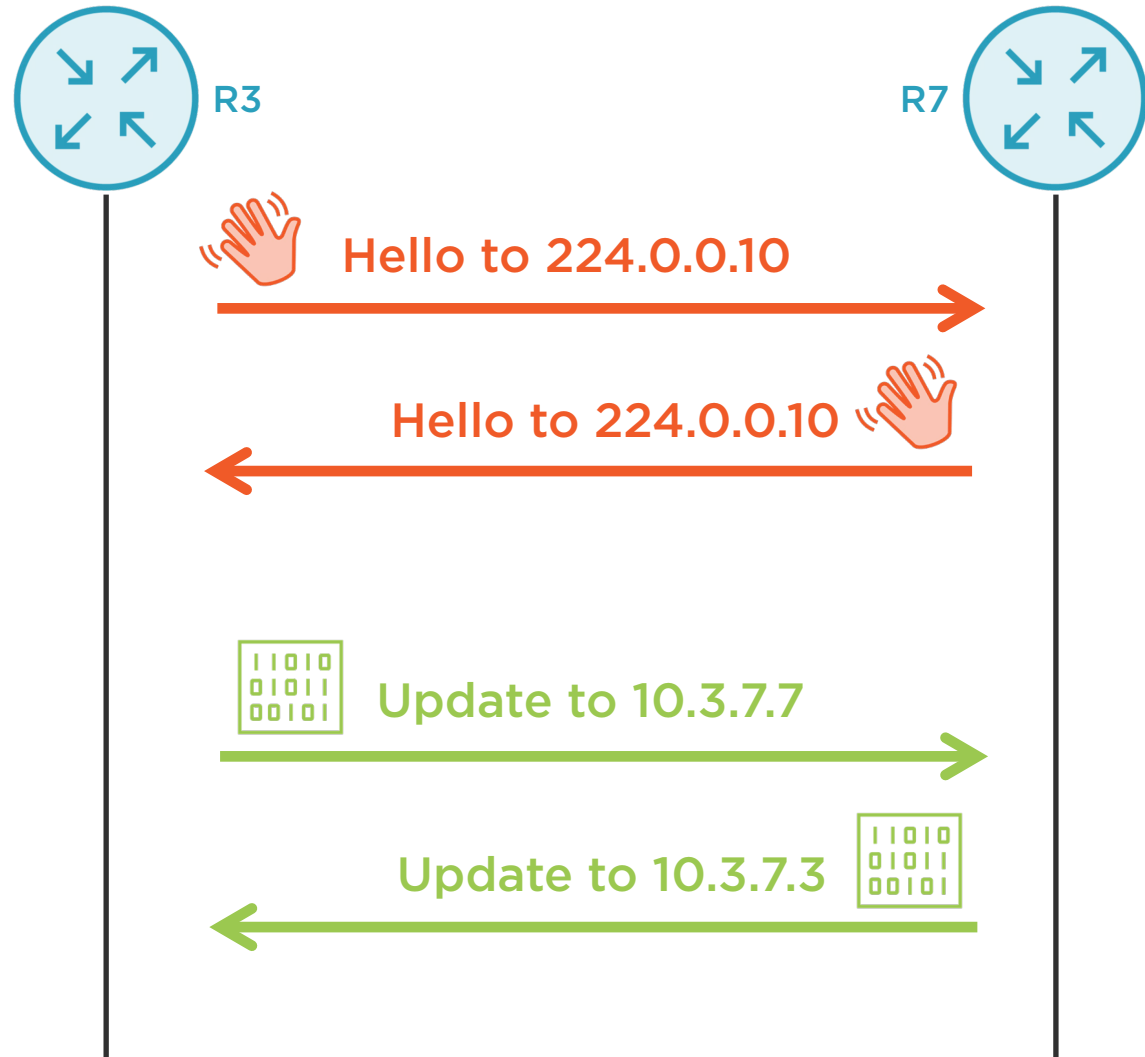 R3
R7
Hello to 224.0.0.10
Hello to 224.0.0.10
11010
01011
00101
Update to 10.3.7.7
Update to 10.3.7.3
11010
01011
00101